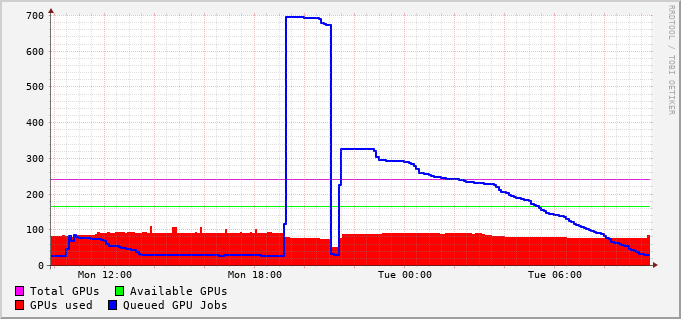 700
600
500
400
300
200
100
0
Mon 12:00 Mon 18:00 Tue 00:00 Tue 06:00
Total GPUs Available GPUs
GPUs used Queued GPU Jobs
RRDTOOL / TOBI OETIKER